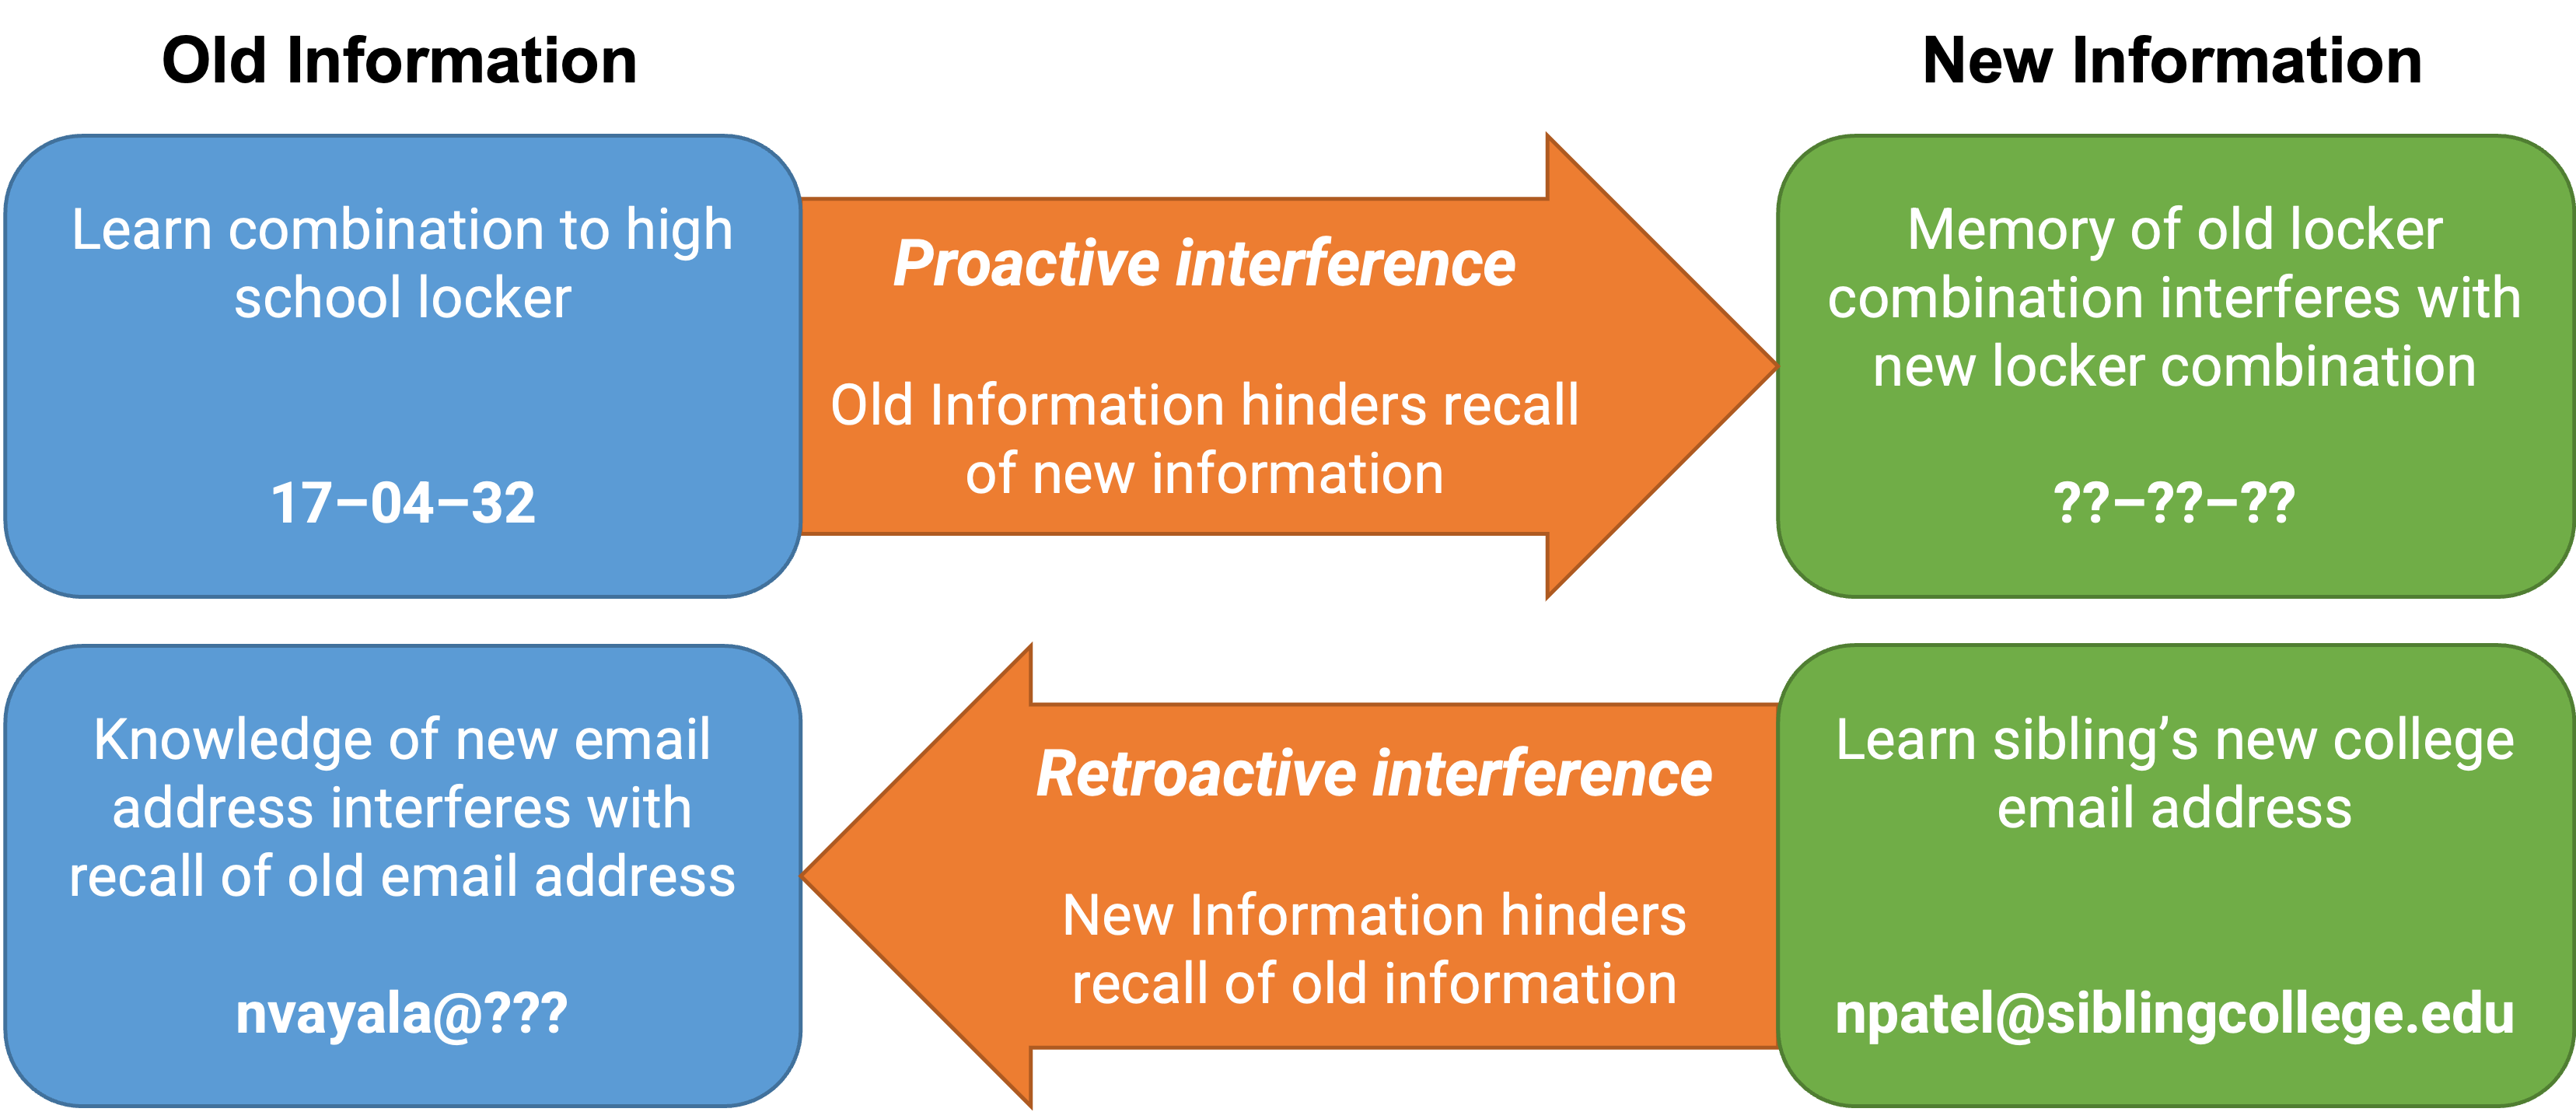 Old Information
New Information
Learn combination to high
school locker
17–04–32
Proactive interference
Old Information hinders recall
of new information
Memory of old locker
combination interferes with
new locker combination
??–??–??
Knowledge of new email
address interferes with
recall of old email address
nvayala@???
Retroactive interference
New Information hinders
recall of old information
Learn sibling’s new college
email address
npatel@siblingcollege.edu